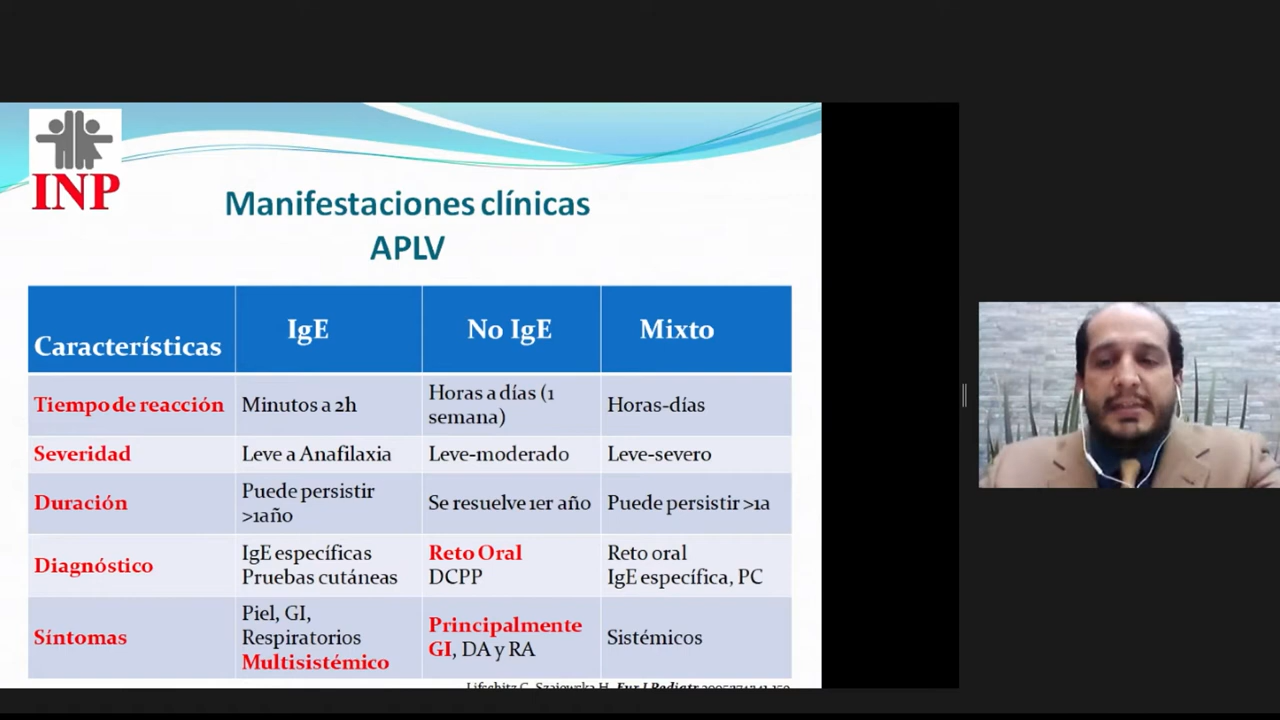 INP
Manifestaciones clínicas
APLV
Características
IgE
No IgE
Mixto
Tiempo de reacción
Minutos a 2h
Horas a días (1
semana)
Horas-días
Severidad
Leve a Anafilaxia
Leve-moderado
Leve-severo
Duración
Puede persistir
>1año
Se resuelve 1er año
Puede persistir >1a
Diagnóstico
IgE específicas
Pruebas cutáneas
Reto Oral
DCPP
Reto oral
IgE específica, PC
Síntomas
Piel, GI,
Respiratorios
Multisistémico
Principalmente
GI, DA y RA
Sistémicos